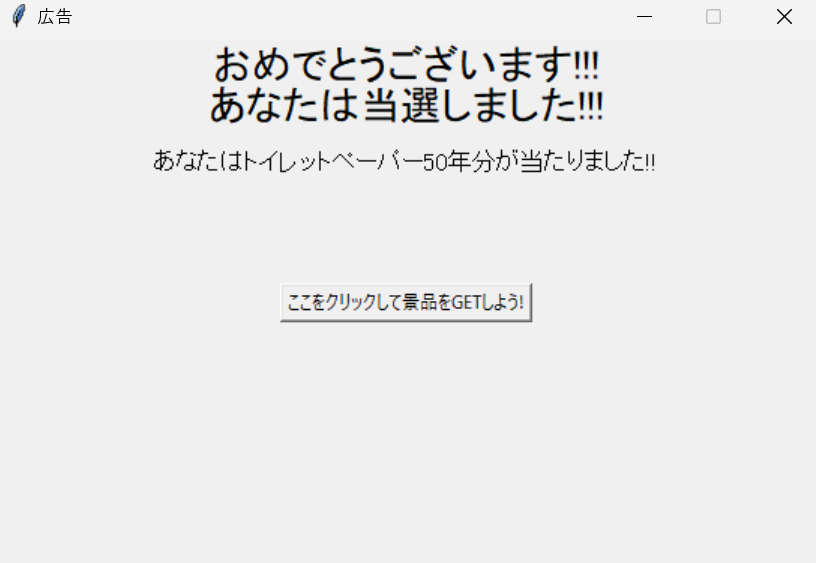 広告
おめでとうございます!!!
あなたは当選しました!!!
あなたはトイレットペーパー50年分が当たりました!!
ここをクリックして景品をGETしよう!